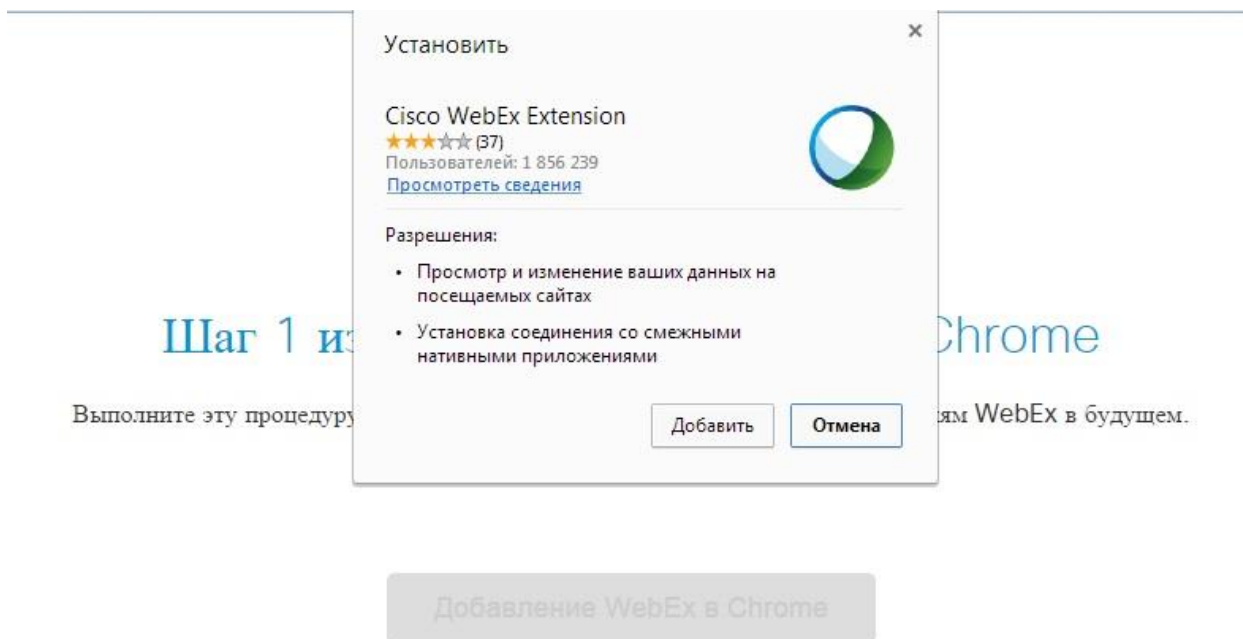 Установить
Cisco WebEx Extension
(37)
Пользователей: 1 856 239
Просмотреть сведения
Разрешения:
• Просмотр и изменение ваших данных на
посещаемых сайтах
• Установка соединения со смежными
нативными приложениями
Шаг 1 из
Chrome
Выполните эту процедуру
WebEx в будущем.
Добавить
Отмена
Добавление WebEx в Chrome